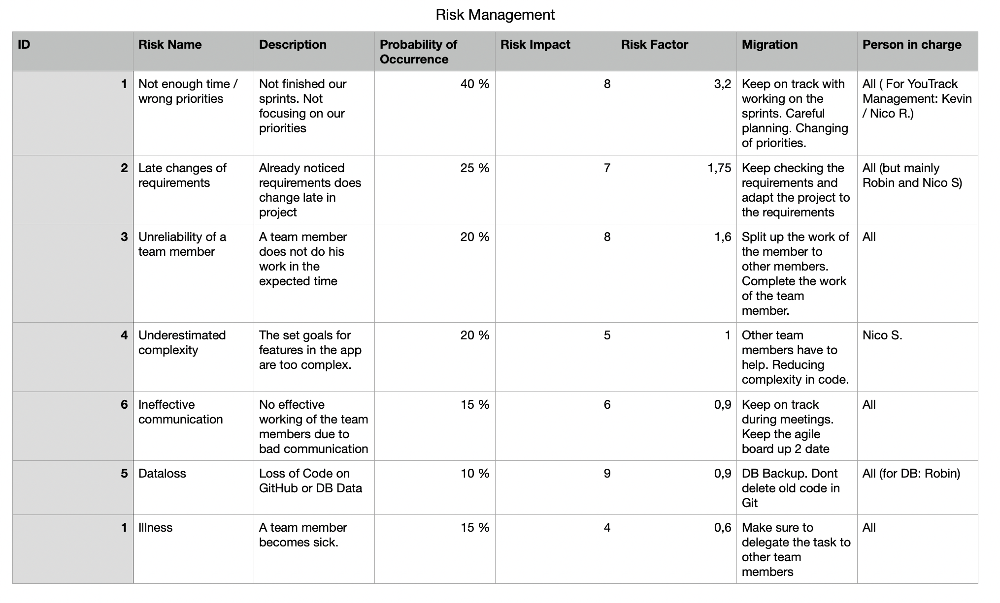 Risk Management
ID Risk Name Description Probability of Occurrence Risk Impact Risk Factor Migration Person in charge
1 Not enough time / wrong priorities Not finished our sprints. Not focusing on our priorities 40 % 8 3,2 Keep on track with working on the sprints. Careful planning. Changing of priorities. All ( For YouTrack Management: Kevin / Nico R.)
2 Late changes of requirements Already noticed requirements does change late in project 25 % 7 1,75 Keep checking the requirements and adapt the project to the requirements All (but mainly Robin and Nico S)
3 Unreliability of a team member A team member does not do his work in the expected time 20 % 8 1,6 Split up the work of the member to other members. Complete the work of the team member. All
4 Underestimated complexity The set goals for features in the app are too complex. 20 % 5 1 Other team members have to help. Reducing complexity in code. Nico S.
6 Ineffective communication No effective working of the team members due to bad communication 15 % 6 0,9 Keep on track during meetings. Keep the agile board up 2 date All
5 Dataloss Loss of Code on GitHub or DB Data 10 % 9 0,9 DB Backup. Dont delete old code in Git All (for DB: Robin)
1 Illness A team member becomes sick. 15 % 4 0,6 Make sure to delegate the task to other team members All